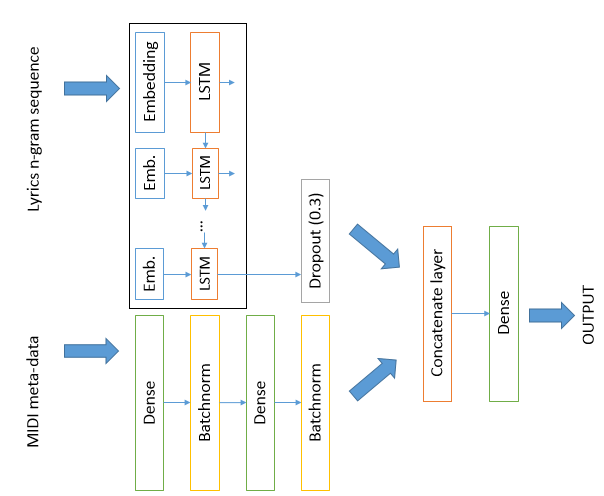 Lyrics n-gram sequence
Embedding
LSTM
Emb.
LSTM
...
Emb.
LSTM
Dropout (0.3)
MIDI meta-data
Dense
Batchnorm
Dense
Batchnorm
Concatenate layer
Dense
OUTPUT